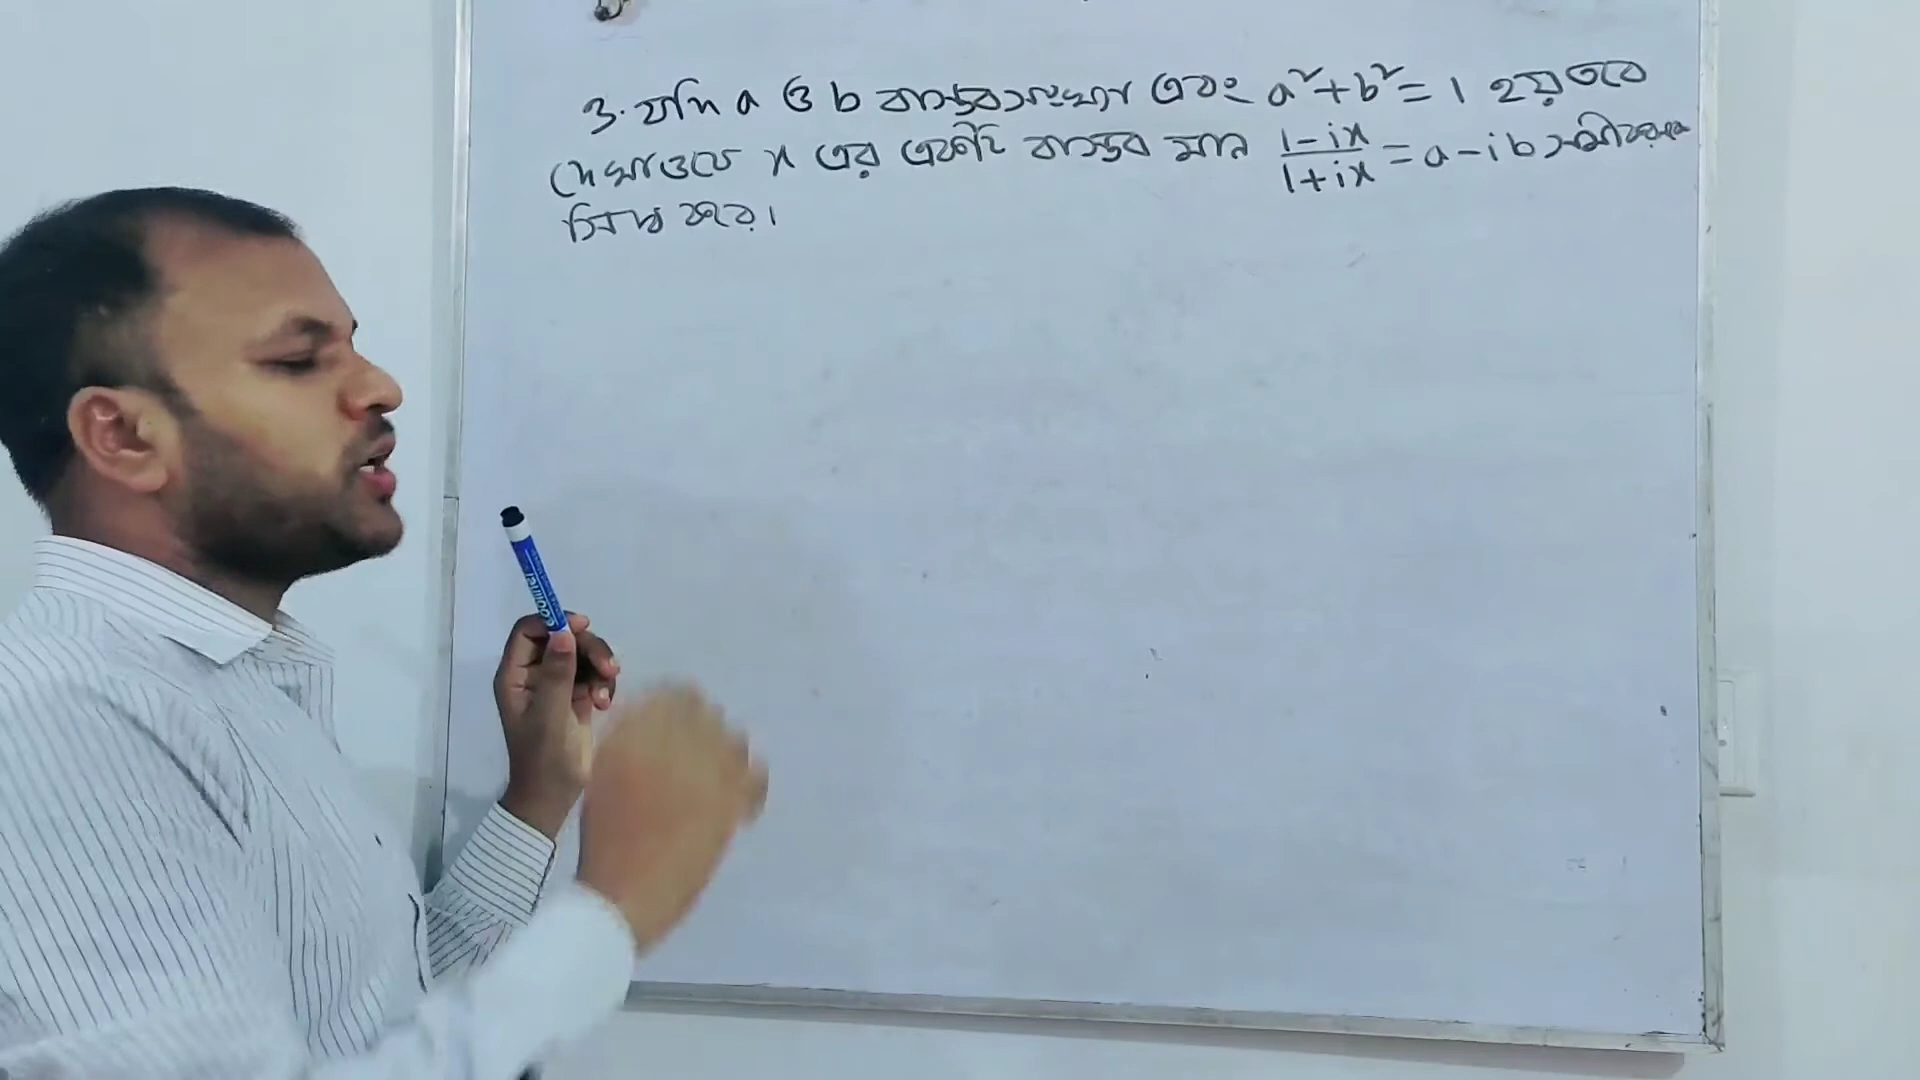 3. যদি a ও b বাস্তব সংখ্যা এবং a²+b²=1 হয় তবে
দেখাও যে x এর একটি বাস্তব মান (1-ix)/(1+ix) = a-ib সমীকরণকে
সিদ্ধ করে।